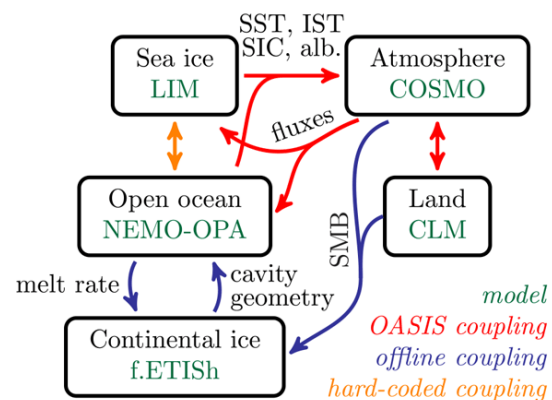 SST, IST
SIC, alb.
Sea ice
LIM
Atmosphere
COSMO
fluxes
Open ocean
NEMO-OPA
Land
CLM
SMB
melt rate
cavity
geometry
Continental ice
f.ETISh
model
OASIS coupling
offline coupling
hard-coded coupling